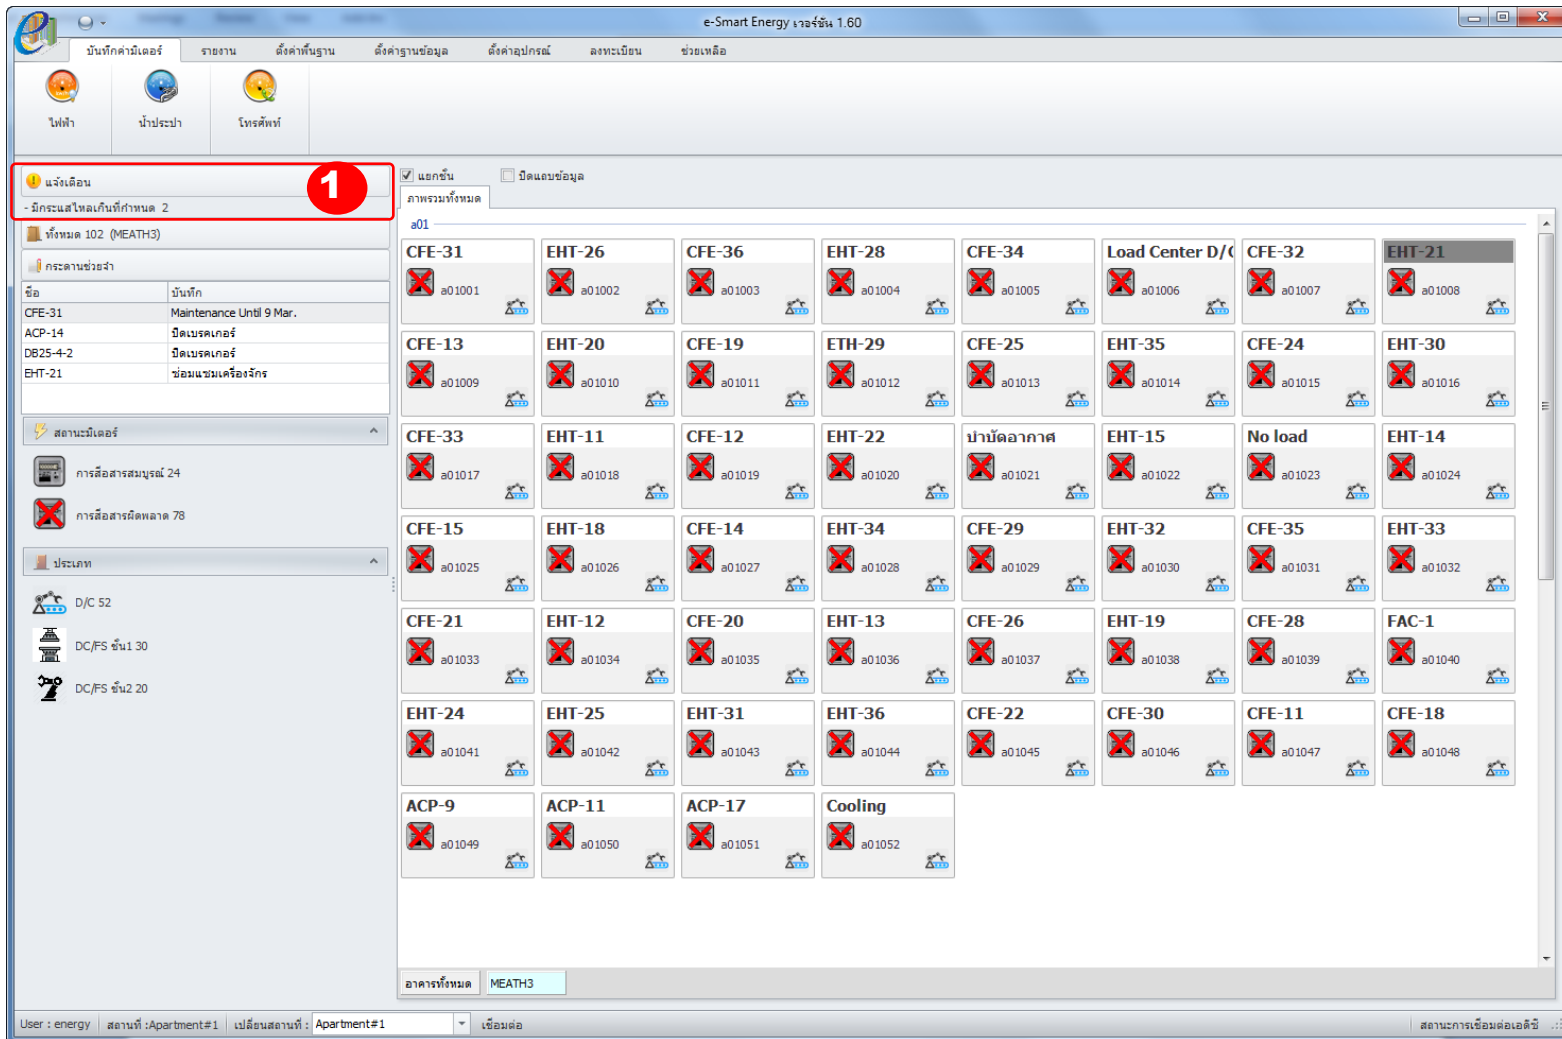 e-Smart Energy เวอร์ชัน 1.60
บันทึกค่ามิเตอร์ รายงาน ตั้งค่าพื้นฐาน ตั้งค่าฐานข้อมูล ตั้งค่าอุปกรณ์ ลงทะเบียน ช่วยเหลือ
ไฟฟ้า น้ำประปา โทรศัพท์
แจ้งเตือน
1
- มีกระแสไหลเกินที่กำหนด 2
ทั้งหมด 102 (MEATH3)
กระดานช่วยจำ
ชื่อ บันทึก
CFE-31 Maintenance Until 9 Mar.
ACP-14 ปิดเบรคเกอร์
DB25-4-2 ปิดเบรคเกอร์
EHT-21 ซ่อมแซมเครื่องจักร
สถานะมิเตอร์
การสื่อสารสมบูรณ์ 24
การสื่อสารผิดพลาด 78
ประเภท
D/C 52
DC/FS ชั้น1 30
DC/FS ชั้น2 20
แยกชั้น ปิดแถบข้อมูล
ภาพรวมทั้งหมด
a01
CFE-31 EHT-26 CFE-36 EHT-28 CFE-34 Load Center D/C CFE-32 EHT-21
a01001 a01002 a01003 a01004 a01005 a01006 a01007 a01008
CFE-13 EHT-20 CFE-19 ETH-29 CFE-25 EHT-35 CFE-24 EHT-30
a01009 a01010 a01011 a01012 a01013 a01014 a01015 a01016
CFE-33 EHT-11 CFE-12 EHT-22 บำบัดอากาศ EHT-15 No load EHT-14
a01017 a01018 a01019 a01020 a01021 a01022 a01023 a01024
CFE-15 EHT-18 CFE-14 EHT-34 CFE-29 EHT-32 CFE-35 EHT-33
a01025 a01026 a01027 a01028 a01029 a01030 a01031 a01032
CFE-21 EHT-12 CFE-20 EHT-13 CFE-26 EHT-19 CFE-28 FAC-1
a01033 a01034 a01035 a01036 a01037 a01038 a01039 a01040
EHT-24 EHT-25 EHT-31 EHT-36 CFE-22 CFE-30 CFE-11 CFE-18
a01041 a01042 a01043 a01044 a01045 a01046 a01047 a01048
ACP-9 ACP-11 ACP-17 Cooling
a01049 a01050 a01051 a01052
อาคารทั้งหมด MEATH3
User : energy สถานที่ :Apartment#1 เปลี่ยนสถานที่ : Apartment#1 เชื่อมต่อ สถานะการเชื่อมต่อเอดีซี